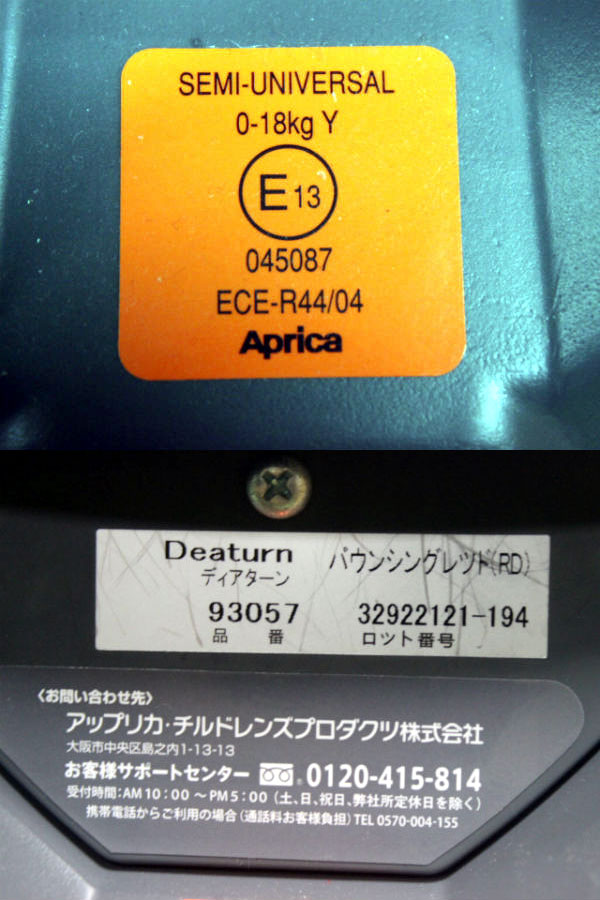 SEMI-UNIVERSAL
0-18kg Y
E 13
045087
ECE-R44/04
Aprica
Deaturn バウンシングレッド(RD)
ディアターン
93057 32922121-194
品番 ロット番号
〈お問い合わせ先〉
アップリカ・チルドレンズプロダクツ株式会社
大阪市中央区島之内1-13-13
お客様サポートセンター 0120-415-814
受付時間:AM10:00〜PM5:00(土、日、祝日、弊社所定休日を除く)
携帯電話からご利用の場合(通話料お客様負担)TEL 0570-004-155